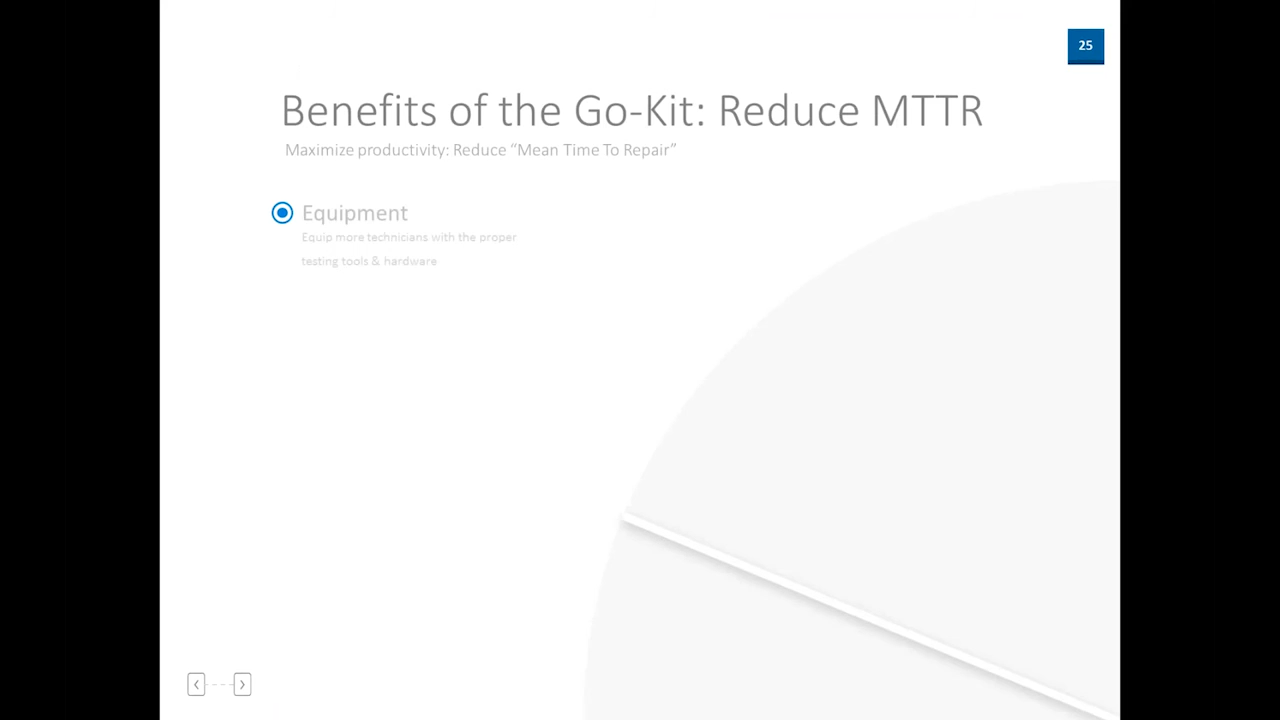 25
Benefits of the Go-Kit: Reduce MTTR
Maximize productivity: Reduce “Mean Time To Repair”
Equipment
Equip more technicians with the proper
testing tools & hardware